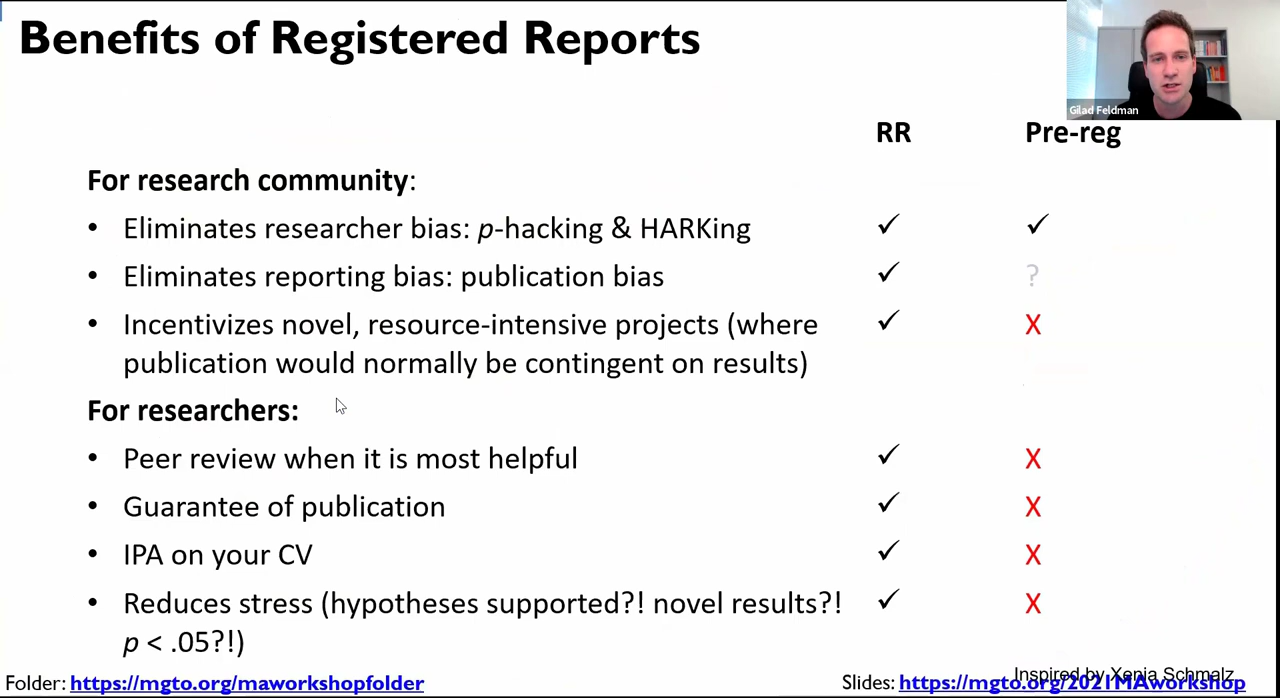 Benefits of Registered Reports
Gilad Feldman
RR Pre-reg
For research community:
• Eliminates researcher bias: p-hacking & HARKing ✓ ✓
• Eliminates reporting bias: publication bias ✓ ?
• Incentivizes novel, resource-intensive projects (where ✓ X
publication would normally be contingent on results)
For researchers:
• Peer review when it is most helpful ✓ X
• Guarantee of publication ✓ X
• IPA on your CV ✓ X
• Reduces stress (hypotheses supported?! novel results?! ✓ X
p < .05?!)
Inspired by Xenia Schmalz
Folder: https://mgto.org/maworkshopfolder Slides: https://mgto.org/2021MAworkshop